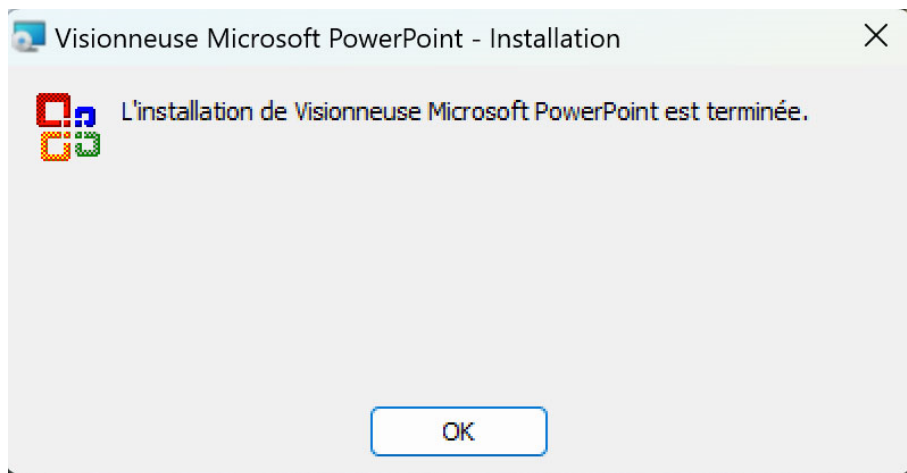 Visionneuse Microsoft PowerPoint - Installation
L'installation de Visionneuse Microsoft PowerPoint est terminée.
OK